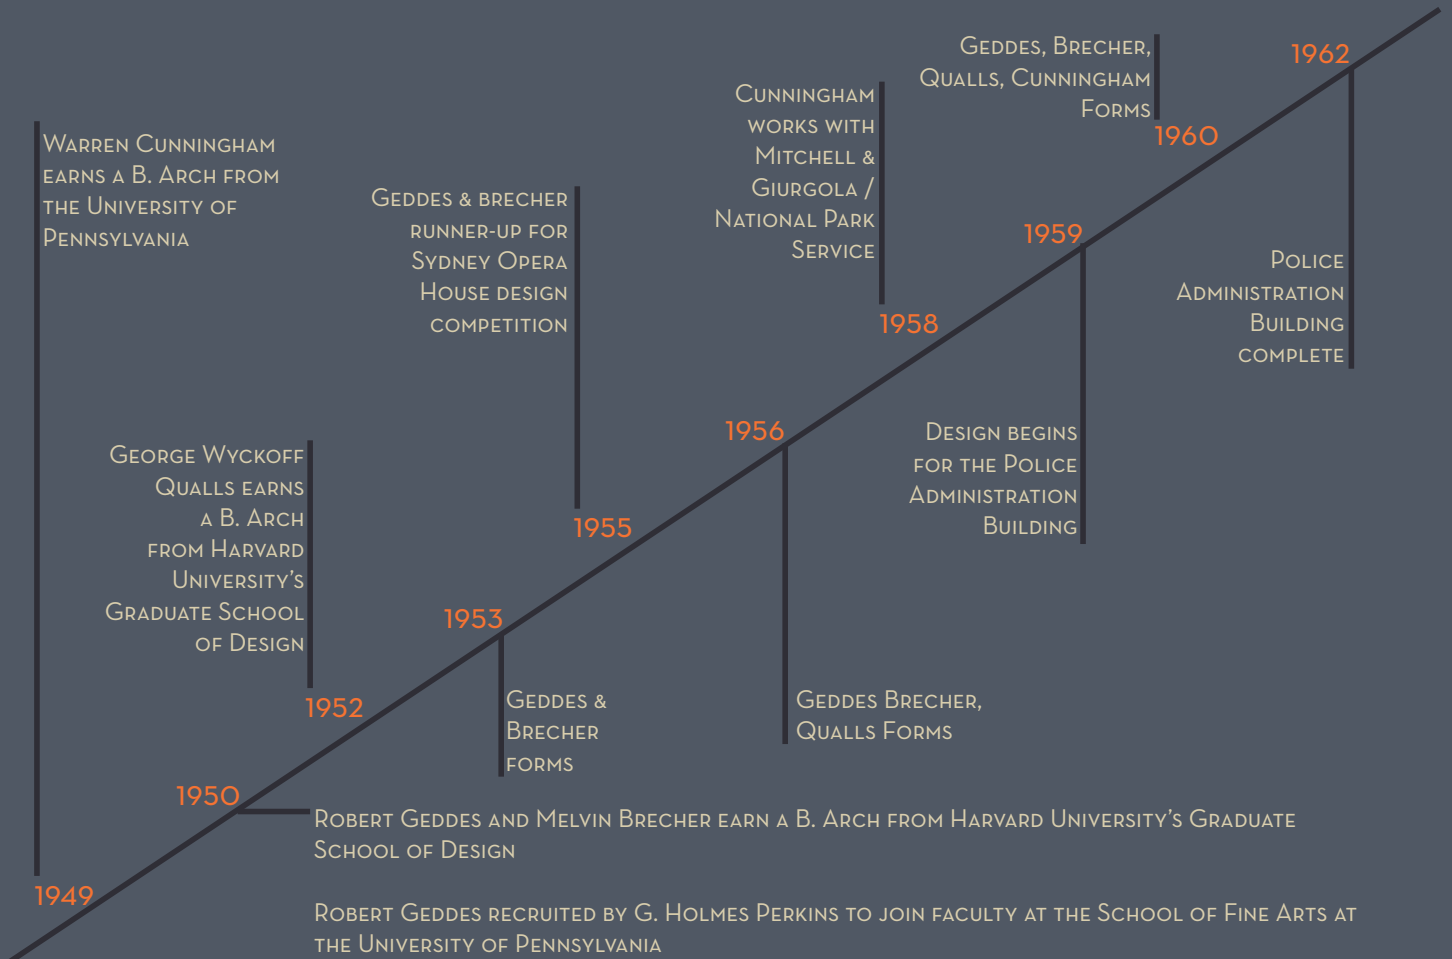 1949
Warren Cunningham
earns a B. Arch from
the University of
Pennsylvania
1950
Robert Geddes and Melvin Brecher earn a B. Arch from Harvard University’s Graduate
School of Design
Robert Geddes recruited by G. Holmes Perkins to join faculty at the School of Fine Arts at
the University of Pennsylvania
1952
George Wyckoff
Qualls earns
a B. Arch
from Harvard
University’s
Graduate School
of Design
1953
Geddes &
Brecher
forms
1955
Geddes & brecher
runner-up for
Sydney Opera
House design
competition
1956
Geddes Brecher,
Qualls Forms
1958
Cunningham
works with
Mitchell &
Giurgola /
National Park
Service
1959
Design begins
for the Police
Administration
Building
1960
Geddes, Brecher,
Qualls, Cunningham
Forms
1962
Police
Administration
Building
complete